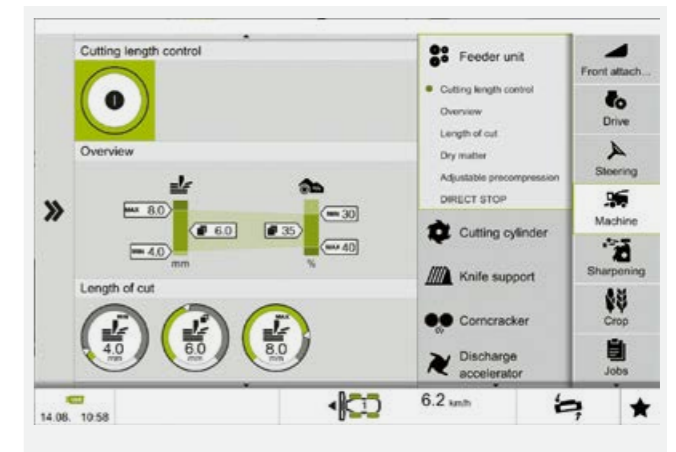 Cutting length control
Overview
MAX 8.0
MIN 4.0
mm
6.0
35
MIN 30
MAX 40
%
Length of cut
MIN
4.0
mm
6.0
mm
MAX
8.0
mm
Feeder unit
Cutting length control
Overview
Length of cut
Dry matter
Adjustable precompression
DIRECT STOP
Cutting cylinder
Knife support
Corncracker
Discharge
accelerator
Front attach...
Drive
Steering
Machine
Sharpening
Crop
Jobs
14.08. 10:58
1
6.2 km/h